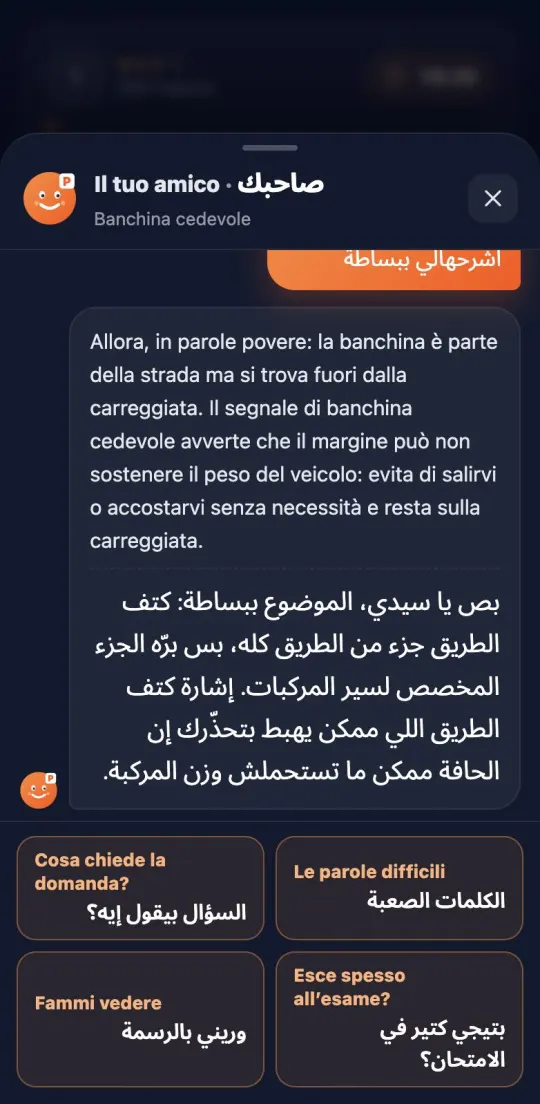 Il tuo amico · صاحبك
Banchina cedevole
اشرحهالي ببساطة
Allora, in parole povere: la banchina è parte
della strada ma si trova fuori dalla
carreggiata. Il segnale di banchina
cedevole avverte che il margine può non
sostenere il peso del veicolo: evita di salirvi
o accostarvi senza necessità e resta sulla
carreggiata.
بص يا سيدي، الموضوع ببساطة: كتف
الطريق جزء من الطريق كله، بس برّه الجزء
المخصص لسير المركبات. إشارة كتف
الطريق اللي ممكن يهبط بتحذّرك إن
الحافة ممكن ما تستحملش وزن المركبة.
Cosa chiede la
domanda?
السؤال بيقول إيه؟
Le parole difficili
الكلمات الصعبة
Fammi vedere
وريني بالرسمة
Esce spesso
all’esame?
بتيجي كتير في
الامتحان؟